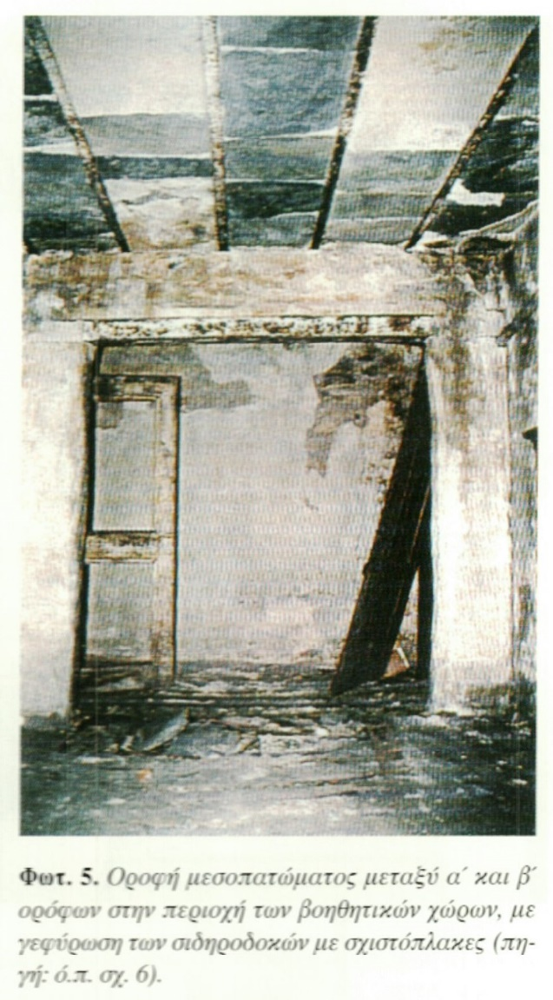 Φωτ. 5. Οροφή μεσοπατώματος μεταξύ α΄ και β΄
ορόφων στην περιοχή των βοηθητικών χώρων, με
γεφύρωση των σιδηροδοκών με σχιστόπλακες (πη-
γή: ό.π. σχ. 6).